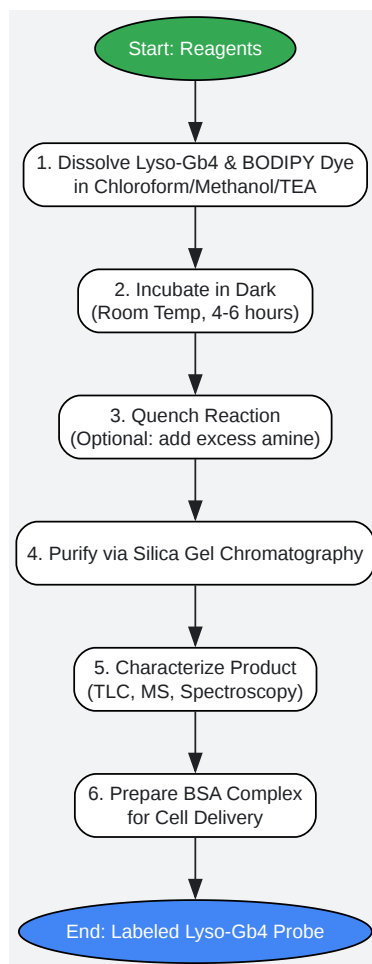 Start: Reagents
1. Dissolve Lyso-Gb4 & BODIPY Dye
in Chloroform/Methanol/TEA
2. Incubate in Dark
(Room Temp, 4-6 hours)
3. Quench Reaction
(Optional: add excess amine)
4. Purify via Silica Gel Chromatography
5. Characterize Product
(TLC, MS, Spectroscopy)
6. Prepare BSA Complex
for Cell Delivery
End: Labeled Lyso-Gb4 Probe